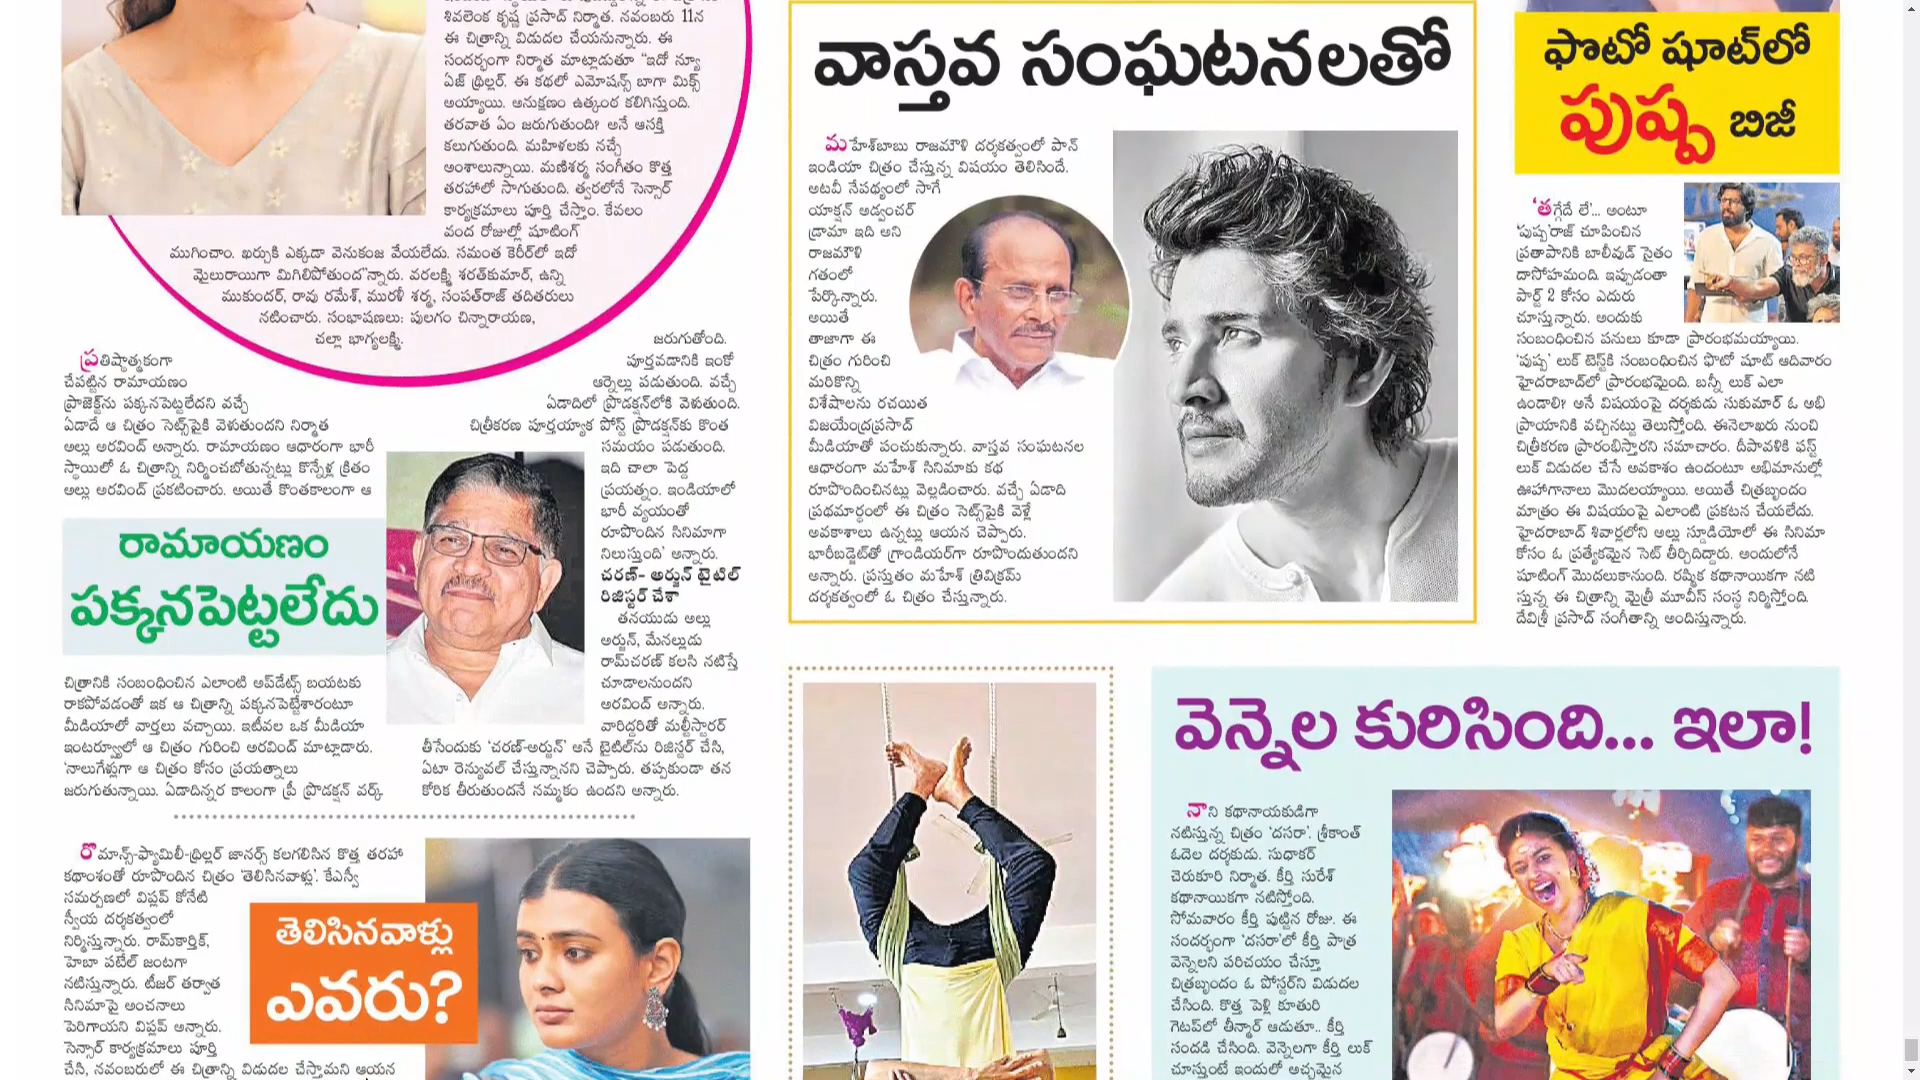 శివలెంక కృష్ణ ప్రసాద్ నిర్మాత. నవంబరు 11న
ఈ చిత్రాన్ని విడుదల చేయనున్నారు. ఈ
సందర్భంగా నిర్మాత మాట్లాడుతూ “ఇదో న్యూ
ఏజ్ థ్రిల్లర్. ఈ కథలో ఎమోషన్స్ బాగా మిక్స్
అయ్యాయి. అనుక్షణం ఉత్కంఠ కలిగిస్తుంది.
తరవాత ఏం జరుగుతుంది? అనే ఆసక్తి
కలుగుతుంది. మహిళలకు నచ్చే
అంశాలున్నాయి. మణిశర్మ సంగీతం కొత్త
తరహాలో సాగుతుంది. త్వరలోనే సెన్సార్
కార్యక్రమాలు పూర్తి చేస్తాం. కేవలం
వంద రోజుల్లో షూటింగ్
ముగించాం. ఖర్చుకి ఎక్కడా వెనుకంజ వేయలేదు. సమంత కెరీర్‌లో ఇదో
మైలురాయిగా మిగిలిపోతుంద”న్నారు. వరలక్ష్మి శరత్‌కుమార్, ఉన్ని
ముకుందర్, రావు రమేశ్, మురళీ శర్మ, సంపత్‌రాజ్ తదితరులు
నటించారు. సంభాషణలు: పులగం చిన్నారాయణ,
చల్లా భాగ్యలక్ష్మి.
ప్రతిష్ఠాత్మకంగా
చేపట్టిన రామాయణం
ప్రాజెక్ట్‌ను పక్కనపెట్టలేదని వచ్చే
ఏడాదే ఆ చిత్రం సెట్స్‌పైకి వెళుతుందని నిర్మాత
అల్లు అరవింద్ అన్నారు. రామాయణం ఆధారంగా భారీ
స్థాయిలో ఓ చిత్రాన్ని నిర్మించబోతున్నట్లు కొన్నేళ్ల క్రితం
అల్లు అరవింద్ ప్రకటించారు. అయితే కొంతకాలంగా ఆ
రామాయణం
పక్కనపెట్టలేదు
చిత్రానికి సంబంధించిన ఎలాంటి అప్‌డేట్స్ బయటకు
రాకపోవడంతో ఇక ఆ చిత్రాన్ని పక్కనపెట్టేశారంటూ
మీడియాలో వార్తలు వచ్చాయి. ఇటీవల ఒక మీడియా
ఇంటర్వ్యూలో ఆ చిత్రం గురించి అరవింద్ మాట్లాడారు.
‘నాలుగేళ్లుగా ఆ చిత్రం కోసం ప్రయత్నాలు
జరుగుతున్నాయి. ఏడాదిన్నర కాలంగా ప్రీ ప్రొడక్షన్ వర్క్
జరుగుతోంది.
పూర్తవడానికి ఇంకో
ఆర్నెల్లు పడుతుంది. వచ్చే
ఏడాదిలో ప్రొడక్షన్‌లోకి వెళుతుంది.
చిత్రీకరణ పూర్తయ్యాక పోస్ట్ ప్రొడక్షన్‌కు కొంత
సమయం పడుతుంది.
ఇది చాలా పెద్ద
ప్రయత్నం. ఇండియాలో
భారీ వ్యయంతో
రూపొందిన సినిమాగా
నిలుస్తుంది’ అన్నారు.
చరణ్- అర్జున్ టైటిల్
రిజిస్టర్ చేశా
తనయుడు అల్లు
అర్జున్, మేనల్లుడు
రామ్‌చరణ్ కలసి నటిస్తే
చూడాలనుందని
అరవింద్ అన్నారు.
వారిద్దరితో మల్టీస్టారర్
తీసేందుకు ‘చరణ్-అర్జున్’ అనే టైటిల్‌ను రిజిస్టర్ చేసి,
ఏటా రెన్యువల్ చేస్తున్నానని చెప్పారు. తప్పకుండా తన
కోరిక తీరుతుందనే నమ్మకం ఉందని అన్నారు.
రొమాన్స్-ఫ్యామిలీ-థ్రిల్లర్ జానర్స్ కలగలిసిన కొత్త తరహా
కథాంశంతో రూపొందిన చిత్రం ‘తెలిసినవాళ్లు’. కేఎస్వీ
సమర్పణలో విప్లవ్ కోనేటి
స్వీయ దర్శకత్వంలో
నిర్మిస్తున్నారు. రామ్‌కార్తిక్,
హెబా పటేల్ జంటగా
నటిస్తున్నారు. టీజర్ తర్వాత
సినిమాపై అంచనాలు
పెరిగాయని విప్లవ్ అన్నారు.
సెన్సార్ కార్యక్రమాలు పూర్తి
చేసి, నవంబరులో ఈ చిత్రాన్ని విడుదల చేస్తామని ఆయన
తెలిసినవాళ్లు
ఎవరు?
వాస్తవ సంఘటనలతో
మహేశ్‌బాబు రాజమౌళి దర్శకత్వంలో పాన్
ఇండియా చిత్రం చేస్తున్న విషయం తెలిసిందే.
అటవీ నేపథ్యంలో సాగే
యాక్షన్ అడ్వంచర్
డ్రామా ఇది అని
రాజమౌళి
గతంలో
పేర్కొన్నారు.
అయితే
తాజాగా ఈ
చిత్రం గురించి
మరికొన్ని
విశేషాలను రచయిత
విజయేంద్రప్రసాద్
మీడియాతో పంచుకున్నారు. వాస్తవ సంఘటనల
ఆధారంగా మహేశ్ సినిమాకు కథ
రూపొందించినట్లు వెల్లడించారు. వచ్చే ఏడాది
ప్రథమార్థంలో ఈ చిత్రం సెట్స్‌పైకి వెళ్లే
అవకాశాలు ఉన్నట్లు ఆయన చెప్పారు.
భారీబడ్జెట్‌తో గ్రాండియర్‌గా రూపొందుతుందని
అన్నారు. ప్రస్తుతం మహేశ్ త్రివిక్రమ్
దర్శకత్వంలో ఓ చిత్రం చేస్తున్నారు.
ఫొటో షూట్‌లో
పుష్ప బిజీ
‘తగ్గేదే లే’... అంటూ
‘పుష్ప’రాజ్ చూపించిన
ప్రతాపానికి బాలీవుడ్ సైతం
దాసోహమంది. ఇప్పుడంతా
పార్ట్ 2 కోసం ఎదురు
చూస్తున్నారు. అందుకు
సంబంధించిన పనులు కూడా ప్రారంభమయ్యాయి.
‘పుష్ప’ లుక్ టెస్ట్‌కి సంబంధించిన ఫొటో షూట్ ఆదివారం
హైదరాబాద్‌లో ప్రారంభమైంది. బన్నీ లుక్ ఎలా
ఉండాలి? అనే విషయంపై దర్శకుడు సుకుమార్ ఓ అభి
ప్రాయానికి వచ్చినట్టు తెలుస్తోంది. ఈనెలాఖరు నుంచి
చిత్రీకరణ ప్రారంభిస్తారని సమాచారం. దీపావళికి ఫస్ట్
లుక్ విడుదల చేసే అవకాశం ఉందంటూ అభిమానుల్లో
ఊహాగానాలు మొదలయ్యాయి. అయితే చిత్రబృందం
మాత్రం ఈ విషయంపై ఎలాంటి ప్రకటన చేయలేదు.
హైదరాబాద్ శివార్లలోని అల్లు స్టూడియోలో ఈ సినిమా
కోసం ఓ ప్రత్యేకమైన సెట్ తీర్చిదిద్దారు. అందులోనే
షూటింగ్ మొదలుకానుంది. రష్మిక కథానాయికగా నటి
స్తున్న ఈ చిత్రాన్ని మైత్రీ మూవీస్ సంస్థ నిర్మిస్తోంది.
దేవిశ్రీ ప్రసాద్ సంగీతాన్ని అందిస్తున్నారు.
వెన్నెల కురిసింది... ఇలా!
నాని కథానాయకుడిగా
నటిస్తున్న చిత్రం ‘దసరా’. శ్రీకాంత్
ఓదెల దర్శకుడు. సుధాకర్
చెరుకూరి నిర్మాత. కీర్తి సురేశ్
కథానాయికగా నటిస్తోంది.
సోమవారం కీర్తి పుట్టిన రోజు. ఈ
సందర్భంగా ‘దసరా’లో కీర్తి పాత్ర
వెన్నెలని పరిచయం చేస్తూ
చిత్రబృందం ఓ పోస్టర్‌ని విడుదల
చేసింది. కొత్త పెళ్లి కూతురి
గెటప్‌లో తీన్మార్ ఆడుతూ.. కీర్తి
సందడి చేసింది. వెన్నెలగా కీర్తి లుక్
చూస్తుంటే ఇందులో అచ్చమైన